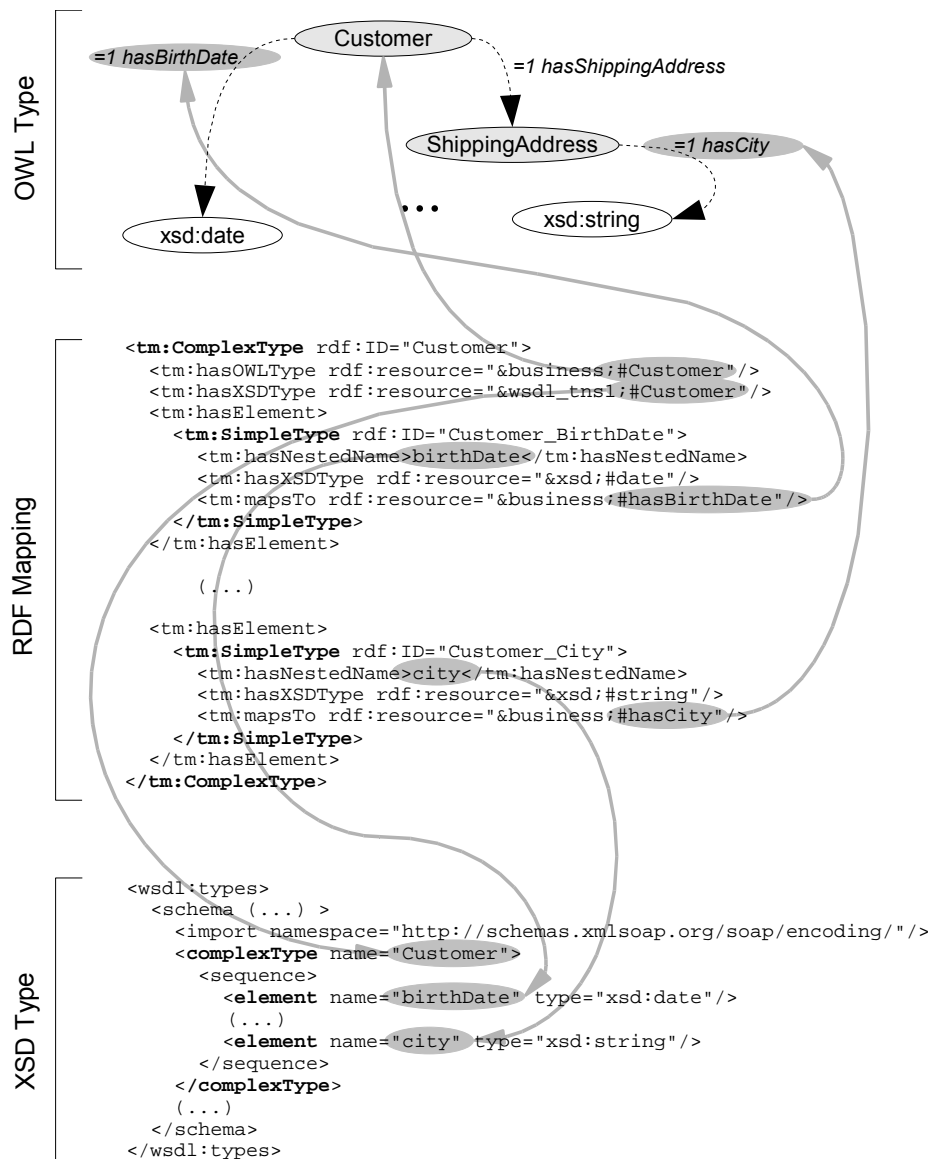 OWL Type
Customer
=1 hasBirthDate
=1 hasShippingAddress
ShippingAddress
=1 hasCity
...
xsd:date
xsd:string
RDF Mapping
<tm:ComplexType rdf:ID="Customer">
<tm:hasOWLType rdf:resource="&business;#Customer"/>
<tm:hasXSDType rdf:resource="&wsdl_tns1;#Customer"/>
<tm:hasElement>
<tm:SimpleType rdf:ID="Customer_BirthDate">
<tm:hasNestedName>birthDate</tm:hasNestedName>
<tm:hasXSDType rdf:resource="&xsd;#date"/>
<tm:mapsTo rdf:resource="&business;#hasBirthDate"/>
</tm:SimpleType>
</tm:hasElement>
(...)
<tm:hasElement>
<tm:SimpleType rdf:ID="Customer_City">
<tm:hasNestedName>city</tm:hasNestedName>
<tm:hasXSDType rdf:resource="&xsd;#string"/>
<tm:mapsTo rdf:resource="&business;#hasCity"/>
</tm:SimpleType>
</tm:hasElement>
</tm:ComplexType>
XSD Type
<wsdl:types>
<schema (...) >
<import namespace="http://schemas.xmlsoap.org/soap/encoding/"/>
<complexType name="Customer">
<sequence>
<element name="birthDate" type="xsd:date"/>
(...)
<element name="city" type="xsd:string"/>
</sequence>
</complexType>
(...)
</schema>
</wsdl:types>